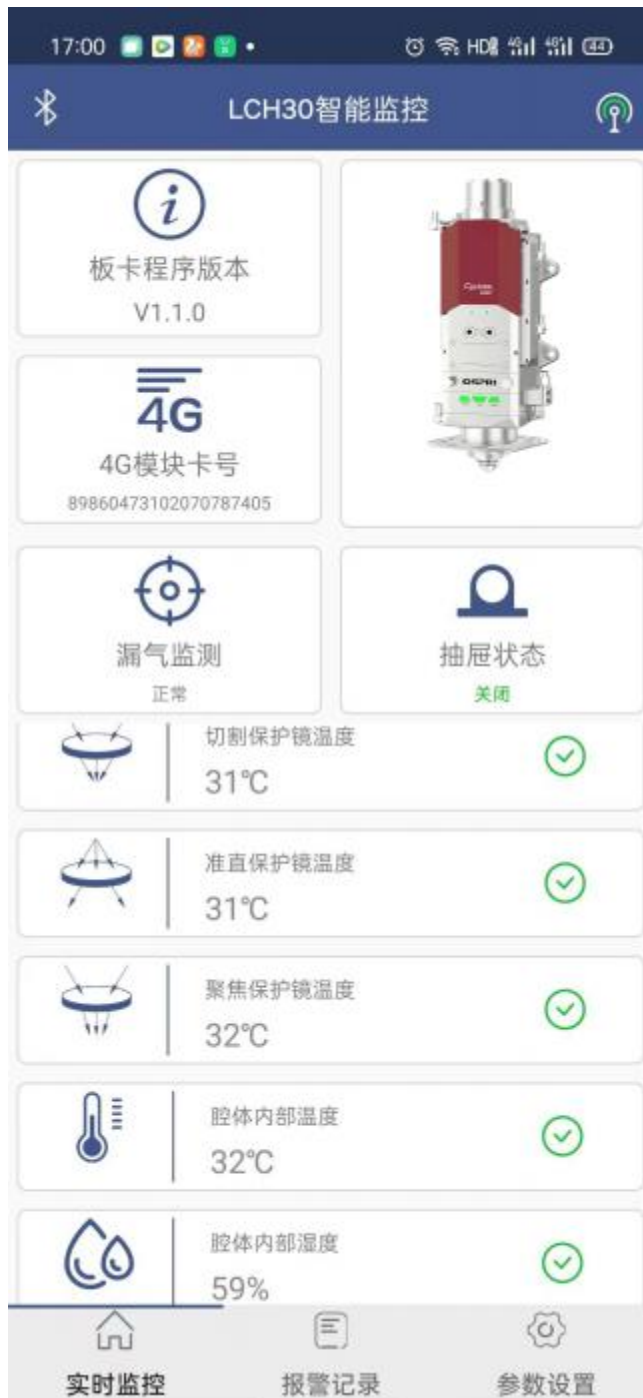 17:00
HD 4G 4G 44
LCH30智能监控
板卡程序版本
V1.1.0
4G
4G模块卡号
89860473102070787405
漏气监测
正常
抽屉状态
关闭
切割保护镜温度
31℃
准直保护镜温度
31℃
聚焦保护镜温度
32℃
腔体内部温度
32℃
腔体内部湿度
59%
实时监控
报警记录
参数设置